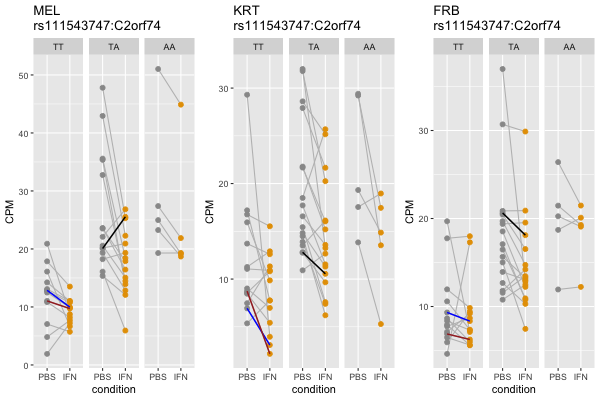 MEL
rs111543747:C2orf74
TT TA AA
50
40
30
20
10
0
CPM
PBS IFN PBS IFN PBS IFN
condition
KRT
rs111543747:C2orf74
TT TA AA
30
20
10
CPM
PBS IFN PBS IFN PBS IFN
condition
FRB
rs111543747:C2orf74
TT TA AA
30
20
10
CPM
PBS IFN PBS IFN PBS IFN
condition